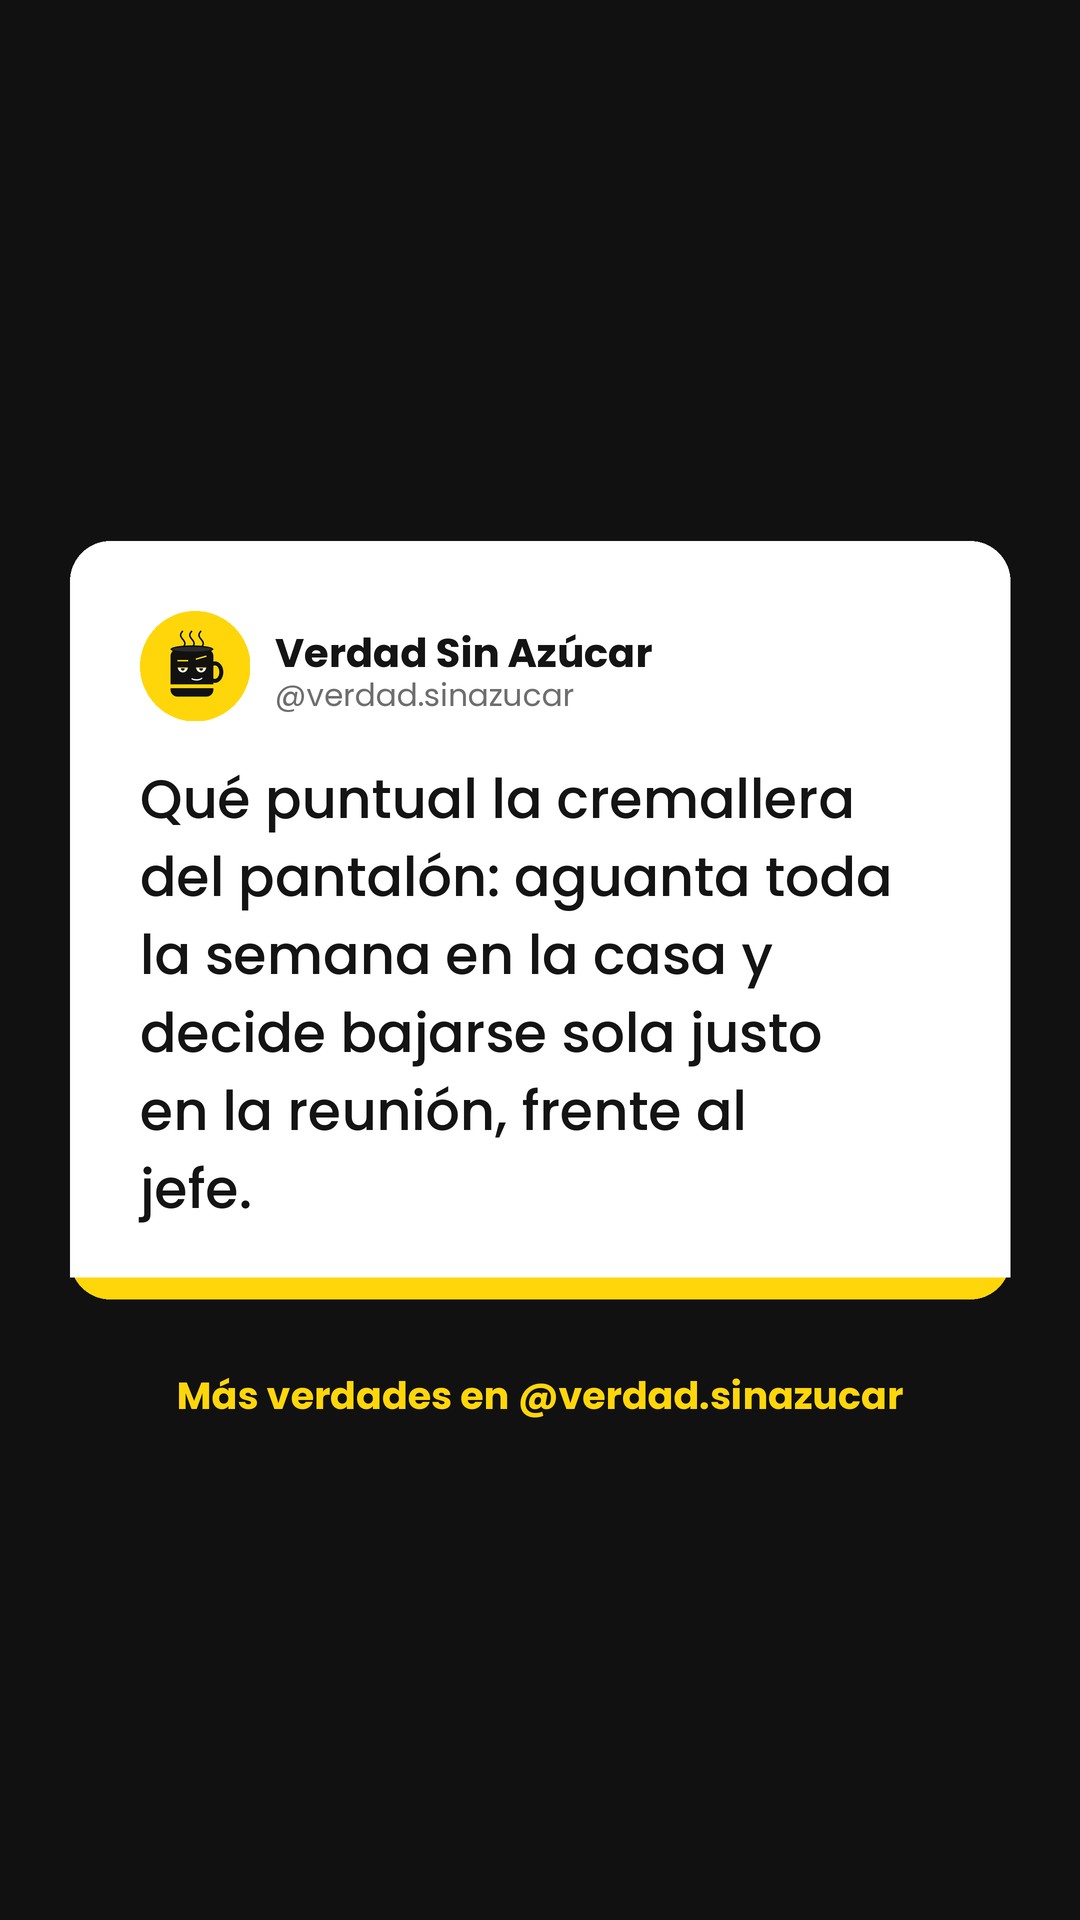 Verdad Sin Azúcar
@verdad.sinazucar
Qué puntual la cremallera
del pantalón: aguanta toda
la semana en la casa y
decide bajarse sola justo
en la reunión, frente al
jefe.
Más verdades en @verdad.sinazucar